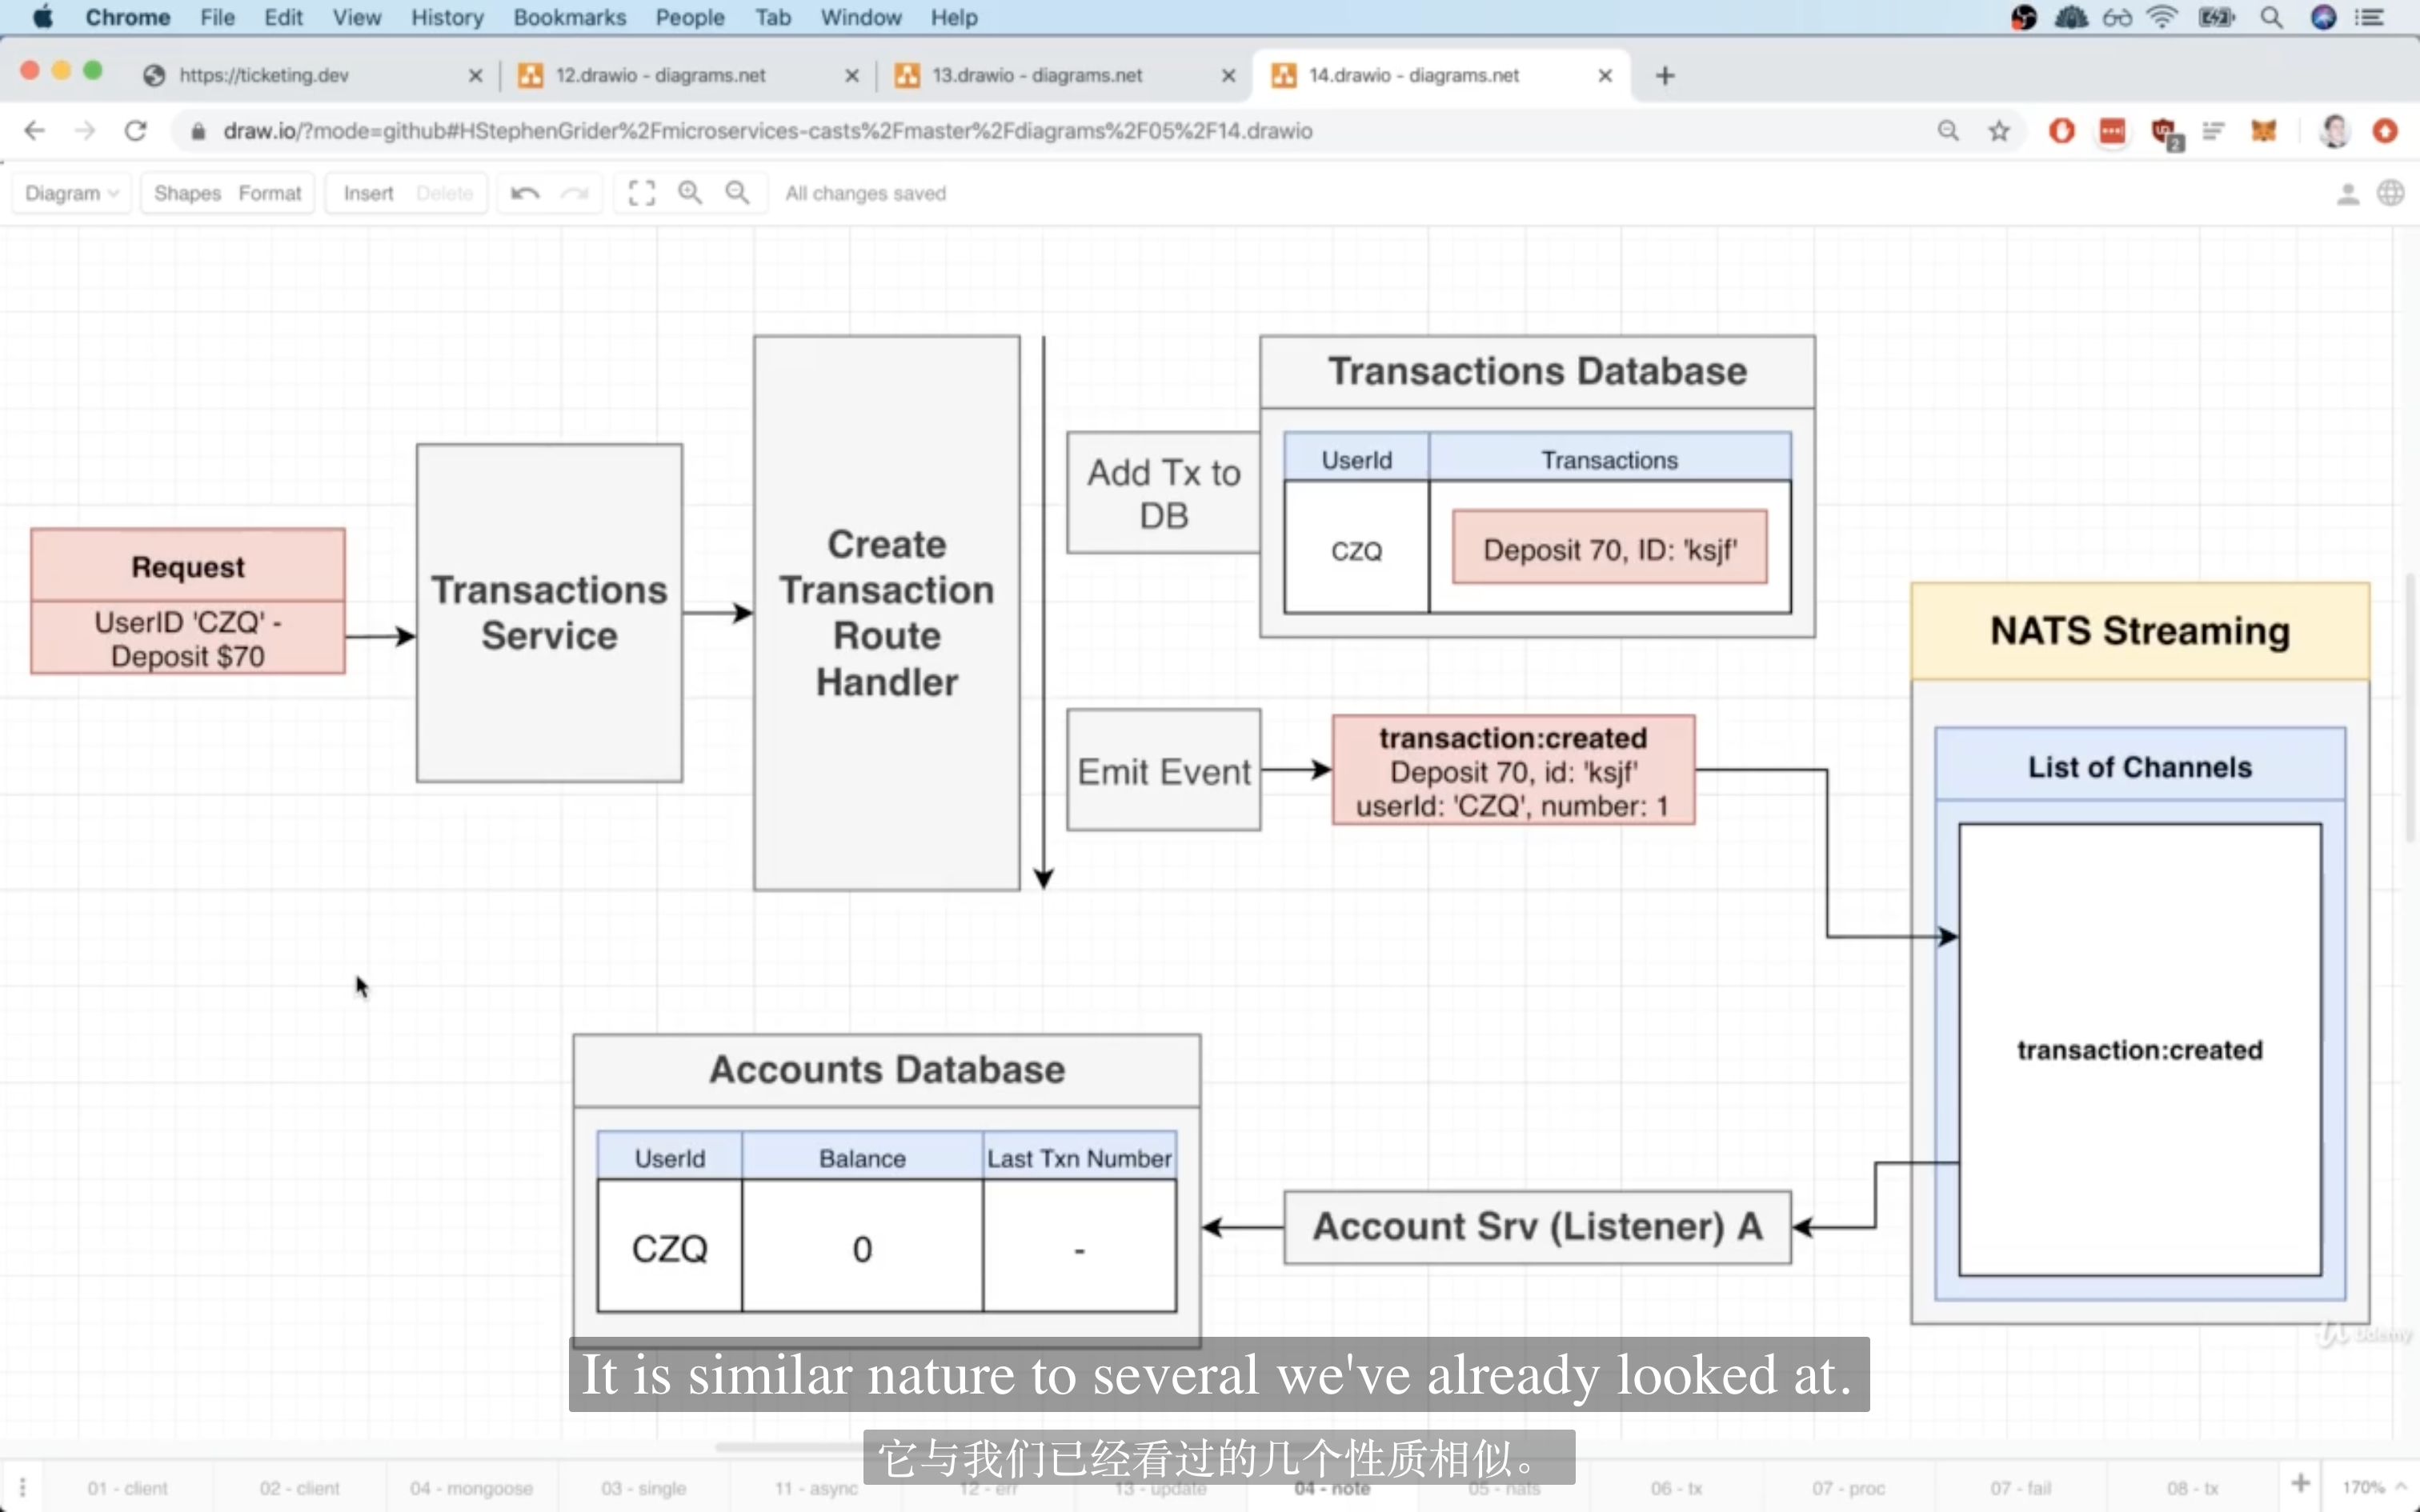 Chrome File Edit View History Bookmarks People Tab Window Help
https://ticketing.dev
12.drawio - diagrams.net
13.drawio - diagrams.net
14.drawio - diagrams.net
draw.io/?mode=github#HStephenGrider%2Fmicroservices-casts%2Fmaster%2Fdiagrams%2F05%2F14.drawio
2
Diagram Shapes Format Insert Delete All changes saved
Request
UserID 'CZQ' -
Deposit $70
Transactions
Service
Create
Transaction
Route
Handler
Add Tx to
DB
Transactions Database
UserId Transactions
CZQ Deposit 70, ID: 'ksjf'
Emit Event
transaction:created
Deposit 70, id: 'ksjf'
userId: 'CZQ', number: 1
NATS Streaming
List of Channels
transaction:created
Accounts Database
UserId Balance Last Txn Number
CZQ 0 -
Account Srv (Listener) A
Udemy
It is similar nature to several we've already looked at.
它与我们已经看过的几个性质相似。
01 - client 02 - client 04 - mongoose 03 - single 11 - async 12 - err 13 - update 04 - note 05 - nats 06 - tx 07 - proc 07 - fail 08 - tx 170%